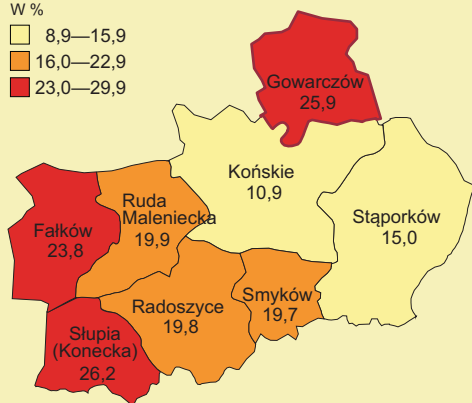 W %
8,9—15,9
16,0—22,9
23,0—29,9
Gowarczów
25,9
Końskie
10,9
Stąporków
15,0
Ruda
Maleniecka
19,9
Fałków
23,8
Radoszyce
19,8
Smyków
19,7
Słupia
(Konecka)
26,2